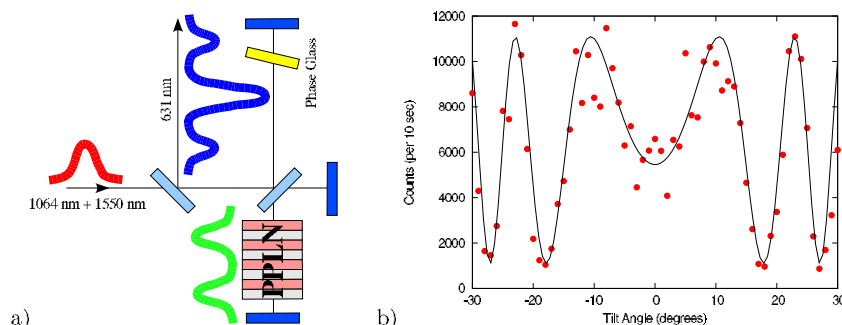 631 nm
Phase Glass
1064 nm + 1550 nm
PPLN
a)
12000
10000
8000
6000
4000
2000
0
-30 -20 -10 0 10 20 30
Counts (per 10 sec)
Tilt Angle (degrees)
b)